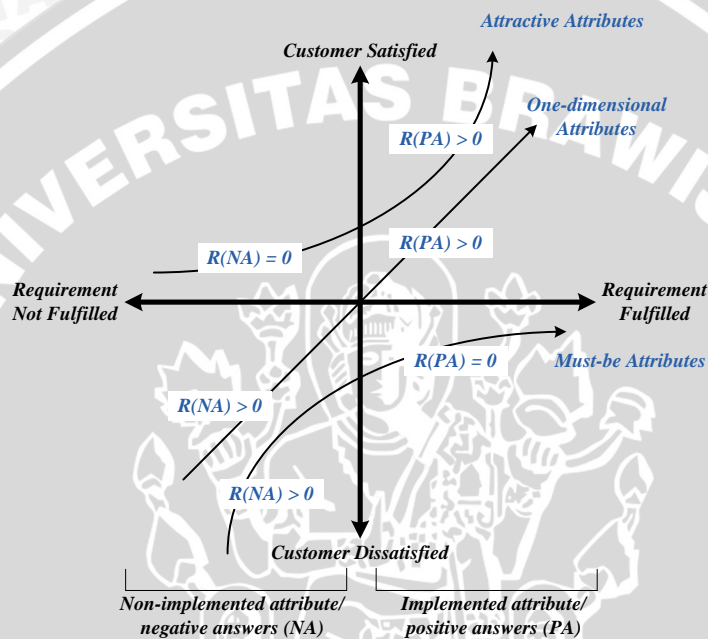 Attractive Attributes
Customer Satisfied
One-dimensional
Attributes
R(PA) > 0
R(PA) > 0
R(NA) = 0
Requirement
Not Fulfilled
Requirement
Fulfilled
R(PA) = 0
Must-be Attributes
R(NA) > 0
R(NA) > 0
Customer Dissatisfied
Non-implemented attribute/
negative answers (NA)
Implemented attribute/
positive answers (PA)
UNIVERSITAS BRAWIJ